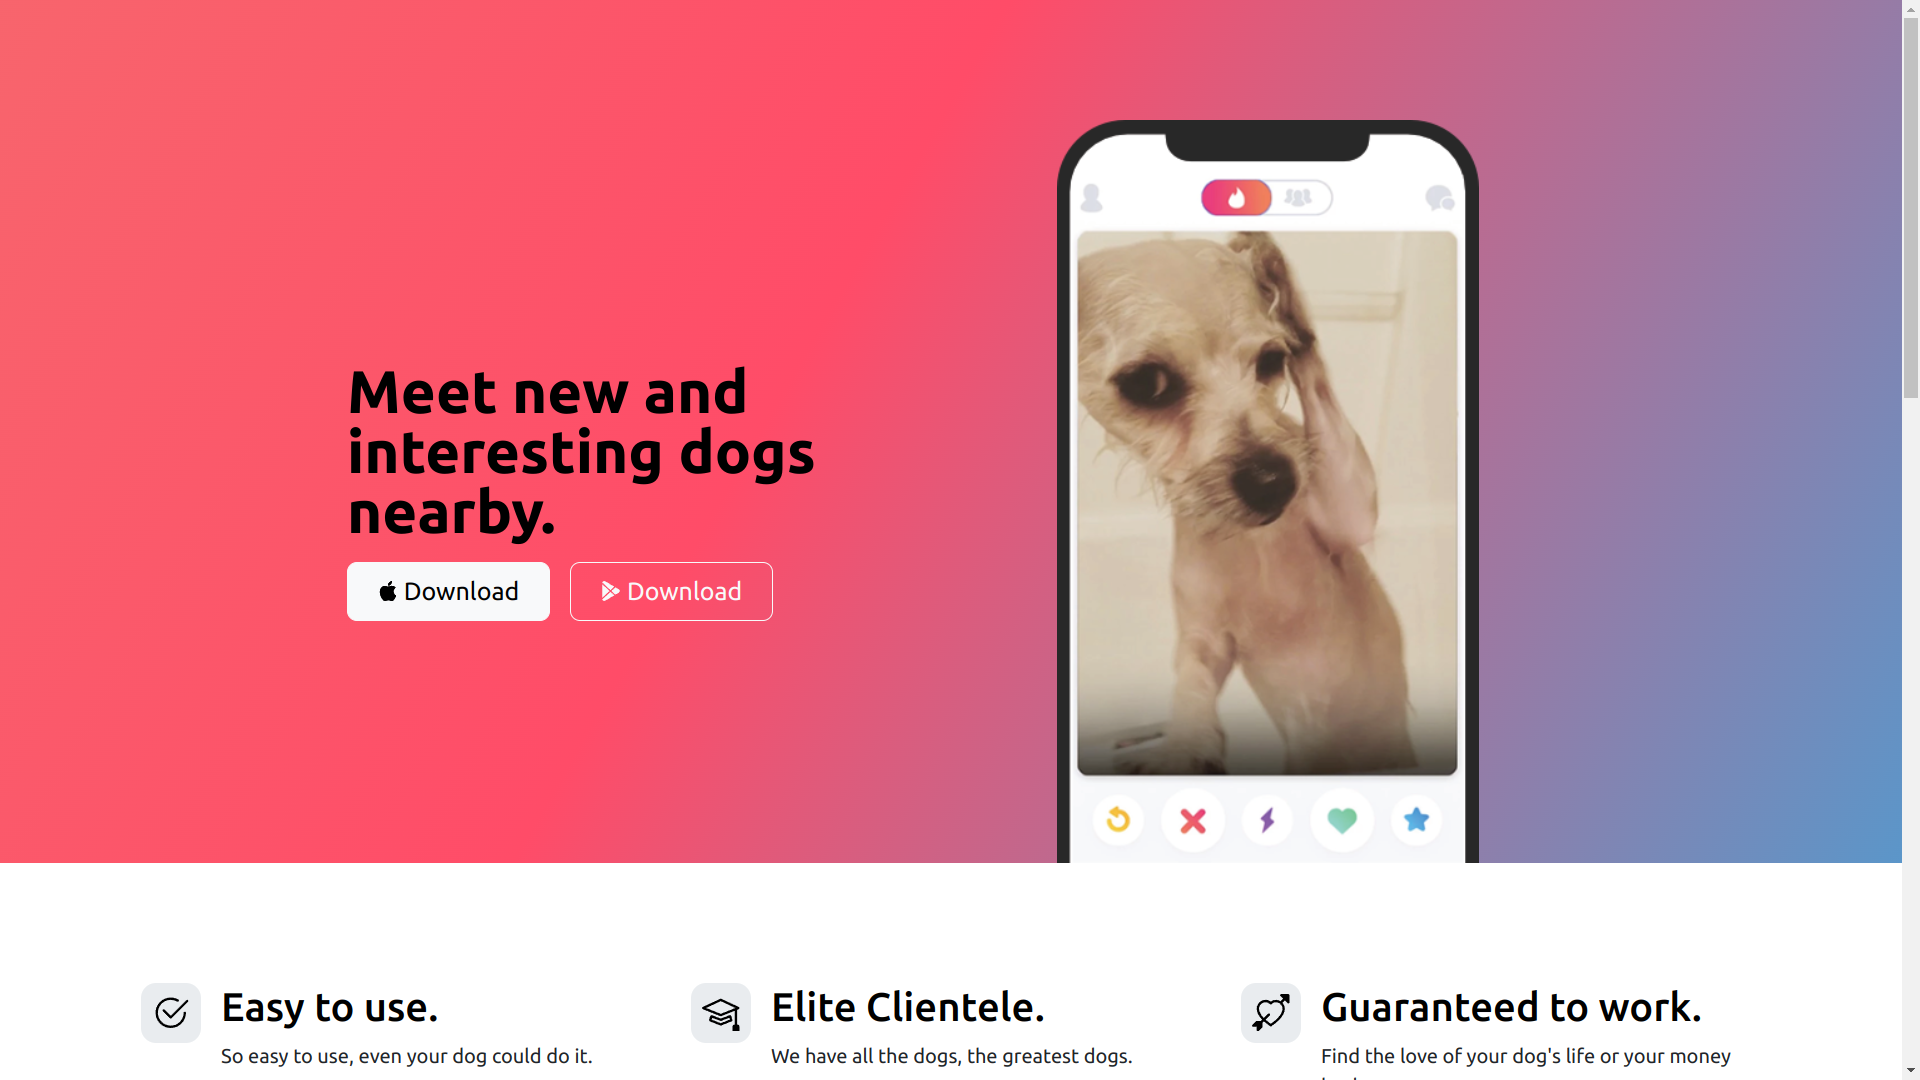 Meet new and
interesting dogs
nearby.
Download
Download
Easy to use.
So easy to use, even your dog could do it.
Elite Clientele.
We have all the dogs, the greatest dogs.
Guaranteed to work.
Find the love of your dog's life or your money